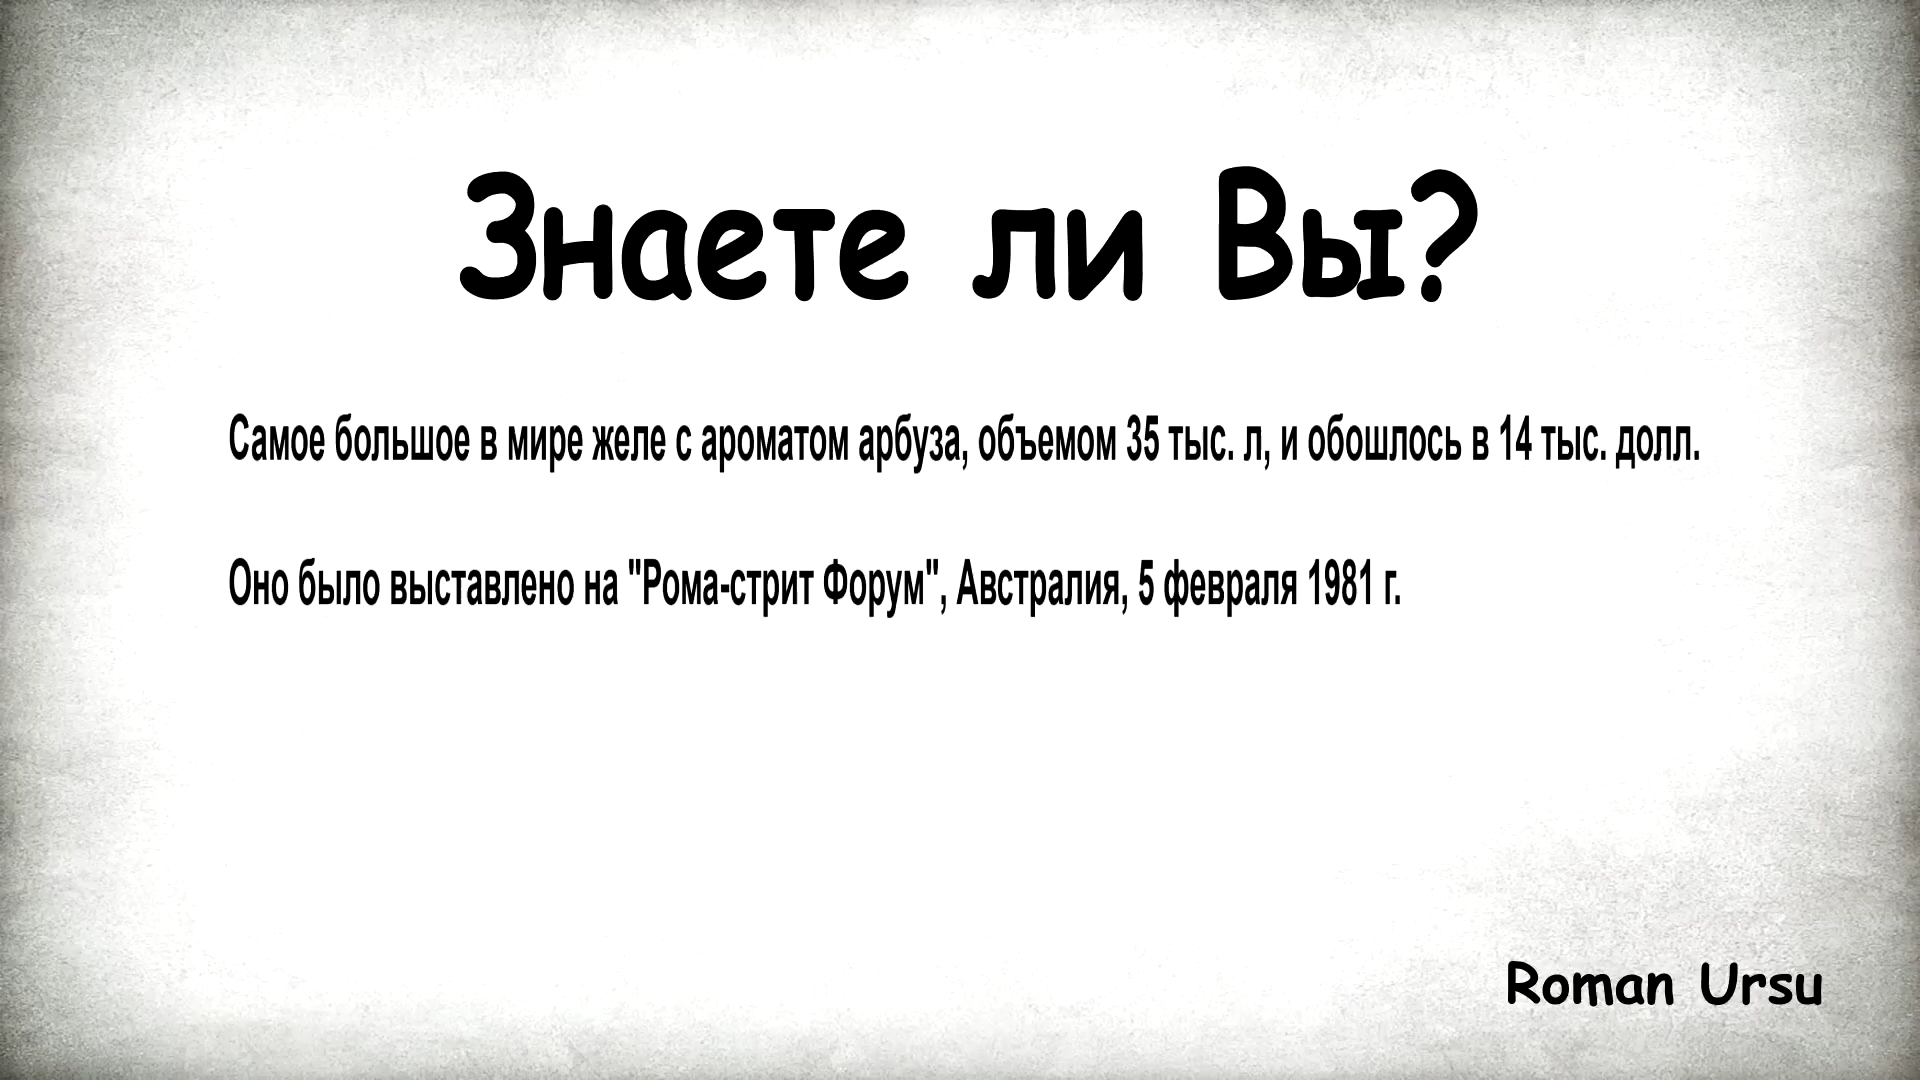 Знаете ли Вы?
Самое большое в мире желе с ароматом арбуза, объемом 35 тыс. л, и обошлось в 14 тыс. долл.
Оно было выставлено на "Рома-стрит Форум", Австралия, 5 февраля 1981 г.
Roman Ursu